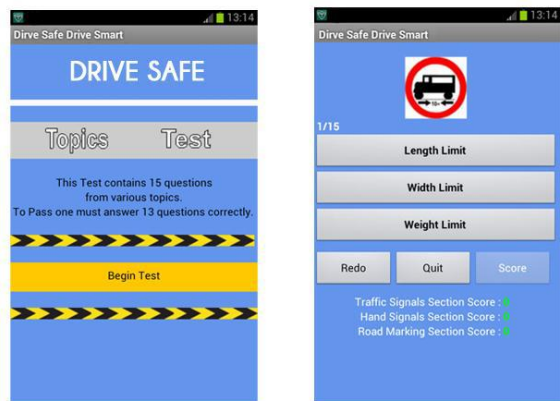 13:14
Dirve Safe Drive Smart
DRIVE SAFE
Topics Test
This Test contains 15 questions
from various topics.
To Pass one must answer 13 questions correctly.
Begin Test
13:14
Dirve Safe Drive Smart
1/15
Length Limit
Width Limit
Weight Limit
Redo Quit Score
Traffic Signals Section Score : 0
Hand Signals Section Score : 0
Road Marking Section Score : 0